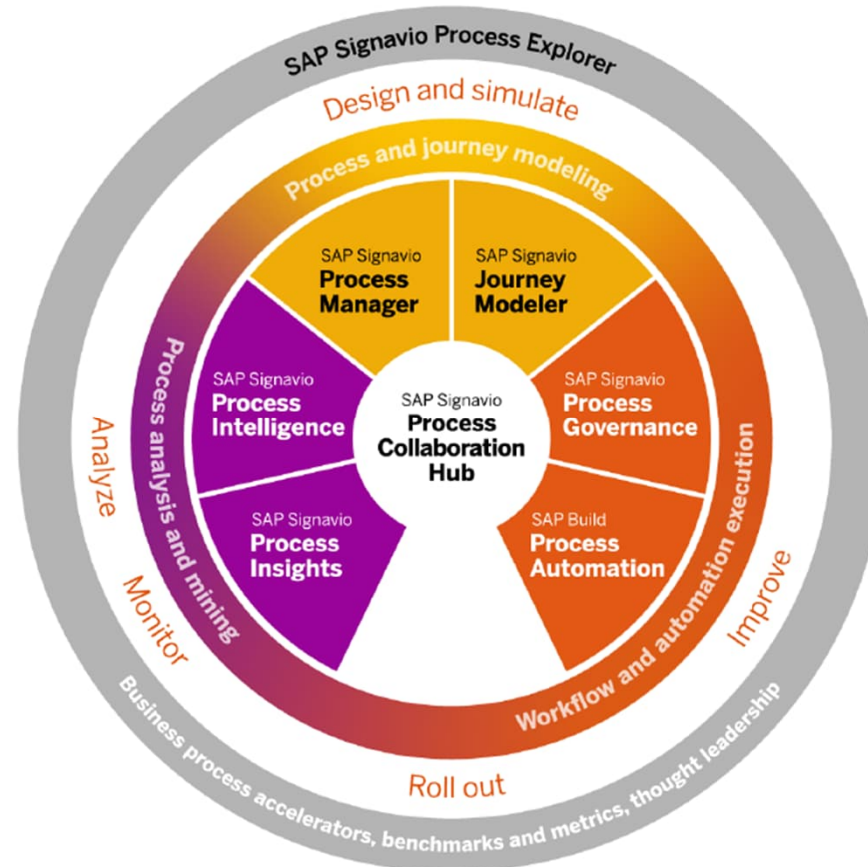 SAP Signavio Process Explorer
Design and simulate
Process and journey modeling
SAP Signavio
Process
Manager
SAP Signavio
Journey
Modeler
SAP Signavio
Process
Intelligence
SAP Signavio
Process
Collaboration
Hub
SAP Signavio
Process
Governance
SAP Signavio
Process
Insights
SAP Build
Process
Automation
Process analysis and mining
Workflow and automation execution
Analyze
Monitor
Improve
Roll out
Business process accelerators, benchmarks and metrics, thought leadership